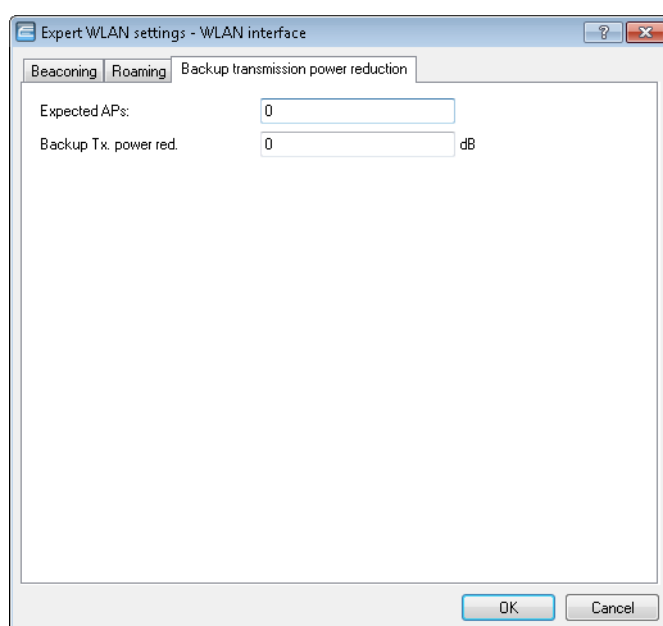 Expert WLAN settings - WLAN interface
Beaconing Roaming Backup transmission power reduction
Expected APs: 0
Backup Tx. power red. 0 dB
OK Cancel